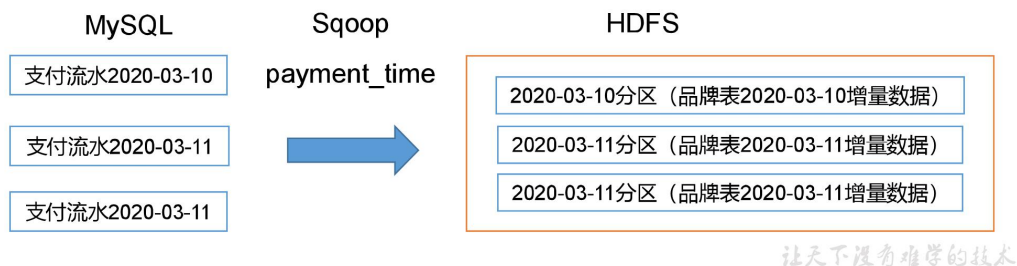 MySQL Sqoop HDFS
支付流水2020-03-10 payment_time 2020-03-10分区（品牌表2020-03-10增量数据）
支付流水2020-03-11 2020-03-11分区（品牌表2020-03-11增量数据）
支付流水2020-03-11 2020-03-11分区（品牌表2020-03-11增量数据）
让天下没有难学的技术